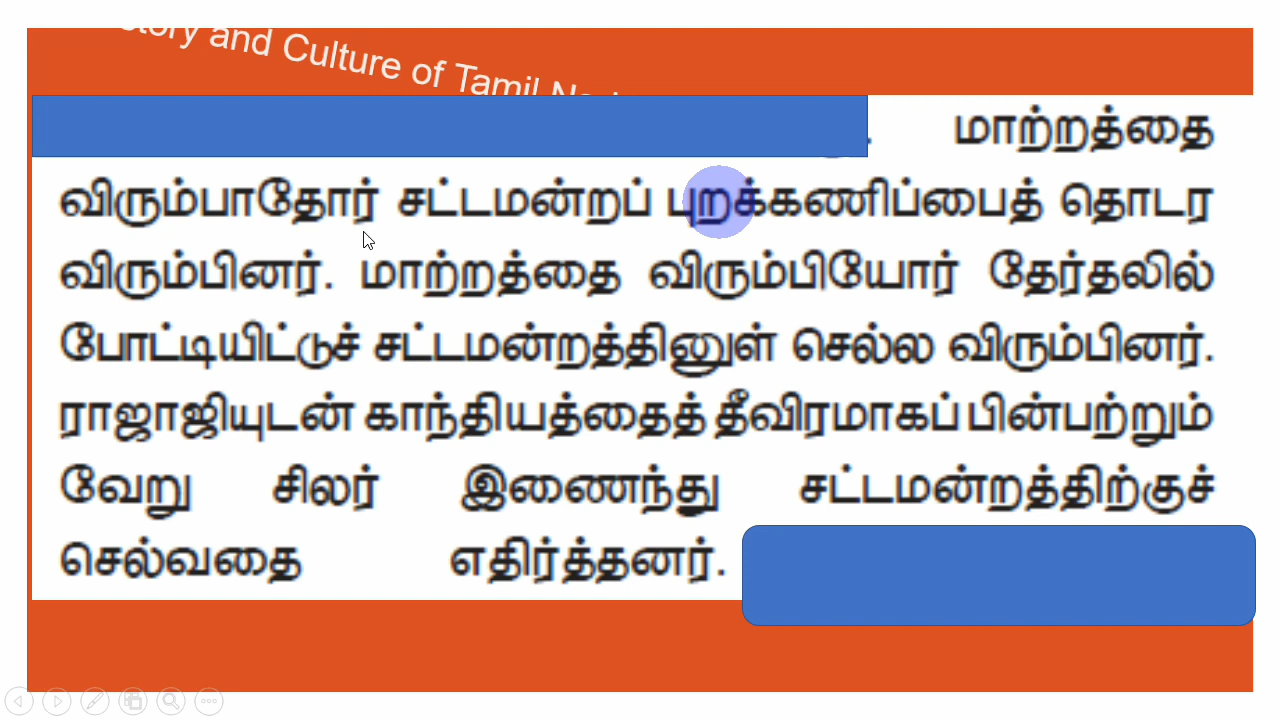 story and Culture of Tamil Nadu
மாற்றத்தை
விரும்பாதோர் சட்டமன்றப் புறக்கணிப்பைத் தொடர
விரும்பினர். மாற்றத்தை விரும்பியோர் தேர்தலில்
போட்டியிட்டுச் சட்டமன்றத்தினுள் செல்ல விரும்பினர்.
ராஜாஜியுடன் காந்தியத்தைத் தீவிரமாகப் பின்பற்றும்
வேறு சிலர் இணைந்து சட்டமன்றத்திற்குச்
செல்வதை எதிர்த்தனர்.